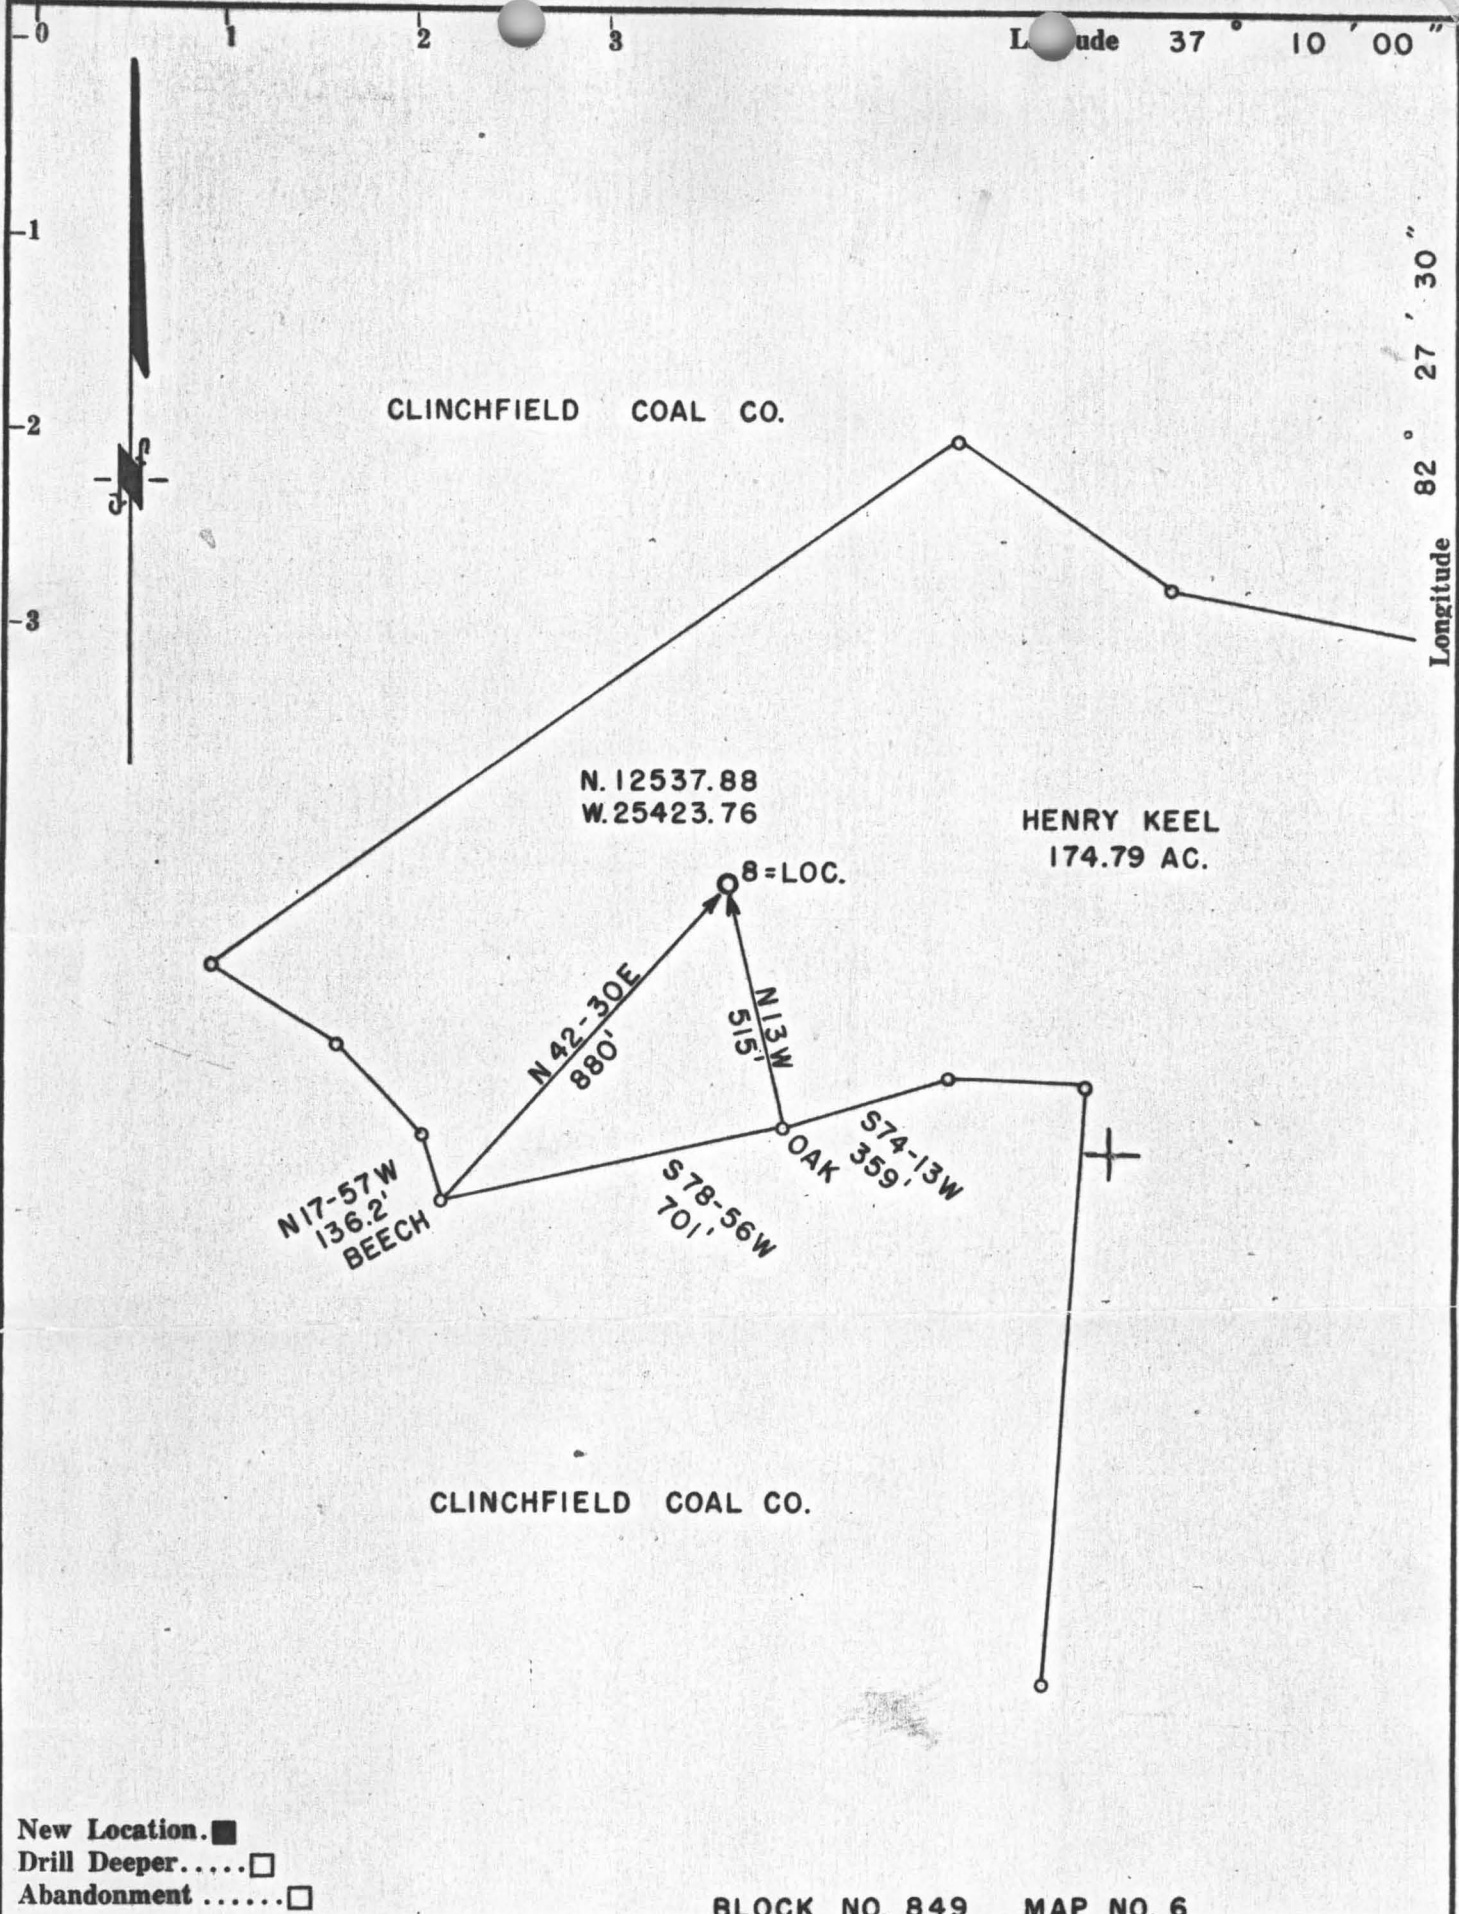 -0 1 2 3 L ude 37 ° 10 ' 00 "
-1
-2
-3
Longitude 82 ° 27 ' 30 "
CLINCHFIELD COAL CO.
N. 12537.88
W. 25423.76
HENRY KEEL
174.79 AC.
8=LOC.
N 42-30E
880'
N13W
515'
OAK
S74-13W
359'
S78-56W
701'
N17-57W
136.2'
BEECH
CLINCHFIELD COAL CO.
New Location.■
Drill Deeper.....□
Abandonment ......□
BLOCK NO. 849 MAP NO. 6